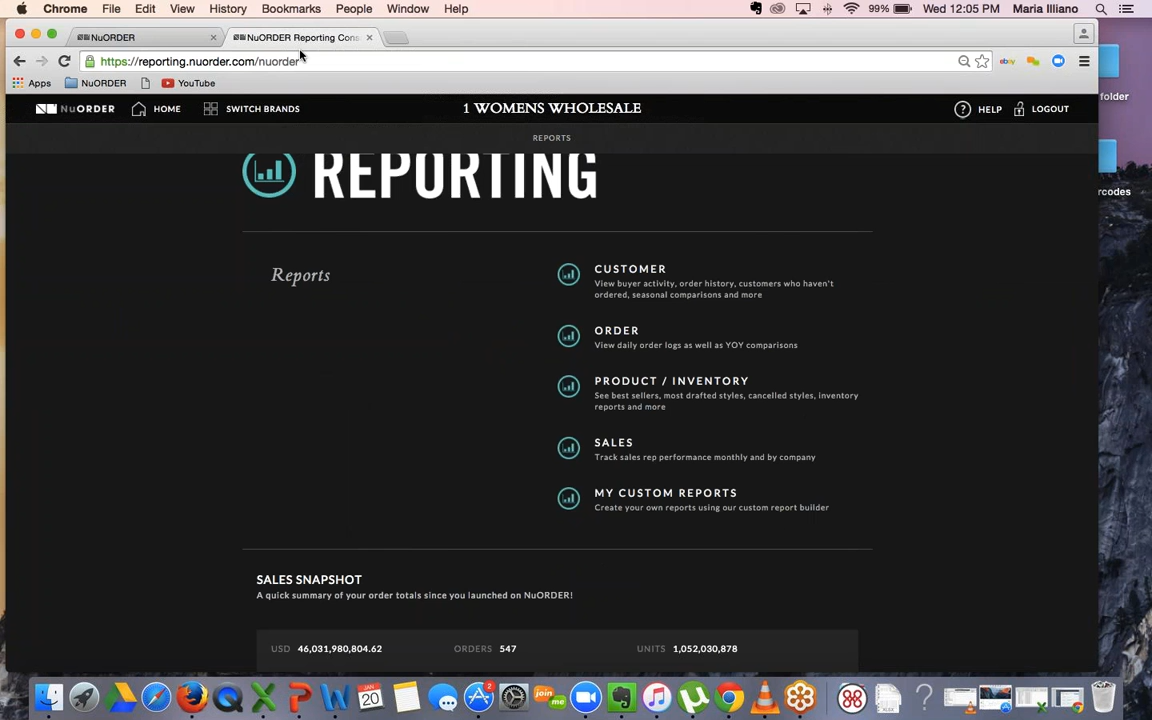 Chrome File Edit View History Bookmarks People Window Help 99% Wed 12:05 PM Maria Illiano
NuORDER × NuORDER Reporting Cons ×
https://reporting.nuorder.com/nuorder
ebay
Apps NuORDER YouTube
folder
NuORDER HOME SWITCH BRANDS 1 WOMENS WHOLESALE ? HELP LOGOUT
REPORTS
REPORTING
rcodes
Reports
CUSTOMER
View buyer activity, order history, customers who haven't
ordered, seasonal comparisons and more
ORDER
View daily order logs as well as YOY comparisons
PRODUCT / INVENTORY
See best sellers, most drafted styles, cancelled styles, inventory
reports and more
SALES
Track sales rep performance monthly and by company
MY CUSTOM REPORTS
Create your own reports using our custom report builder
SALES SNAPSHOT
A quick summary of your order totals since you launched on NuORDER!
USD 46,031,980,804.62 ORDERS 547 UNITS 1,052,030,878
JAN
20
join
me
2